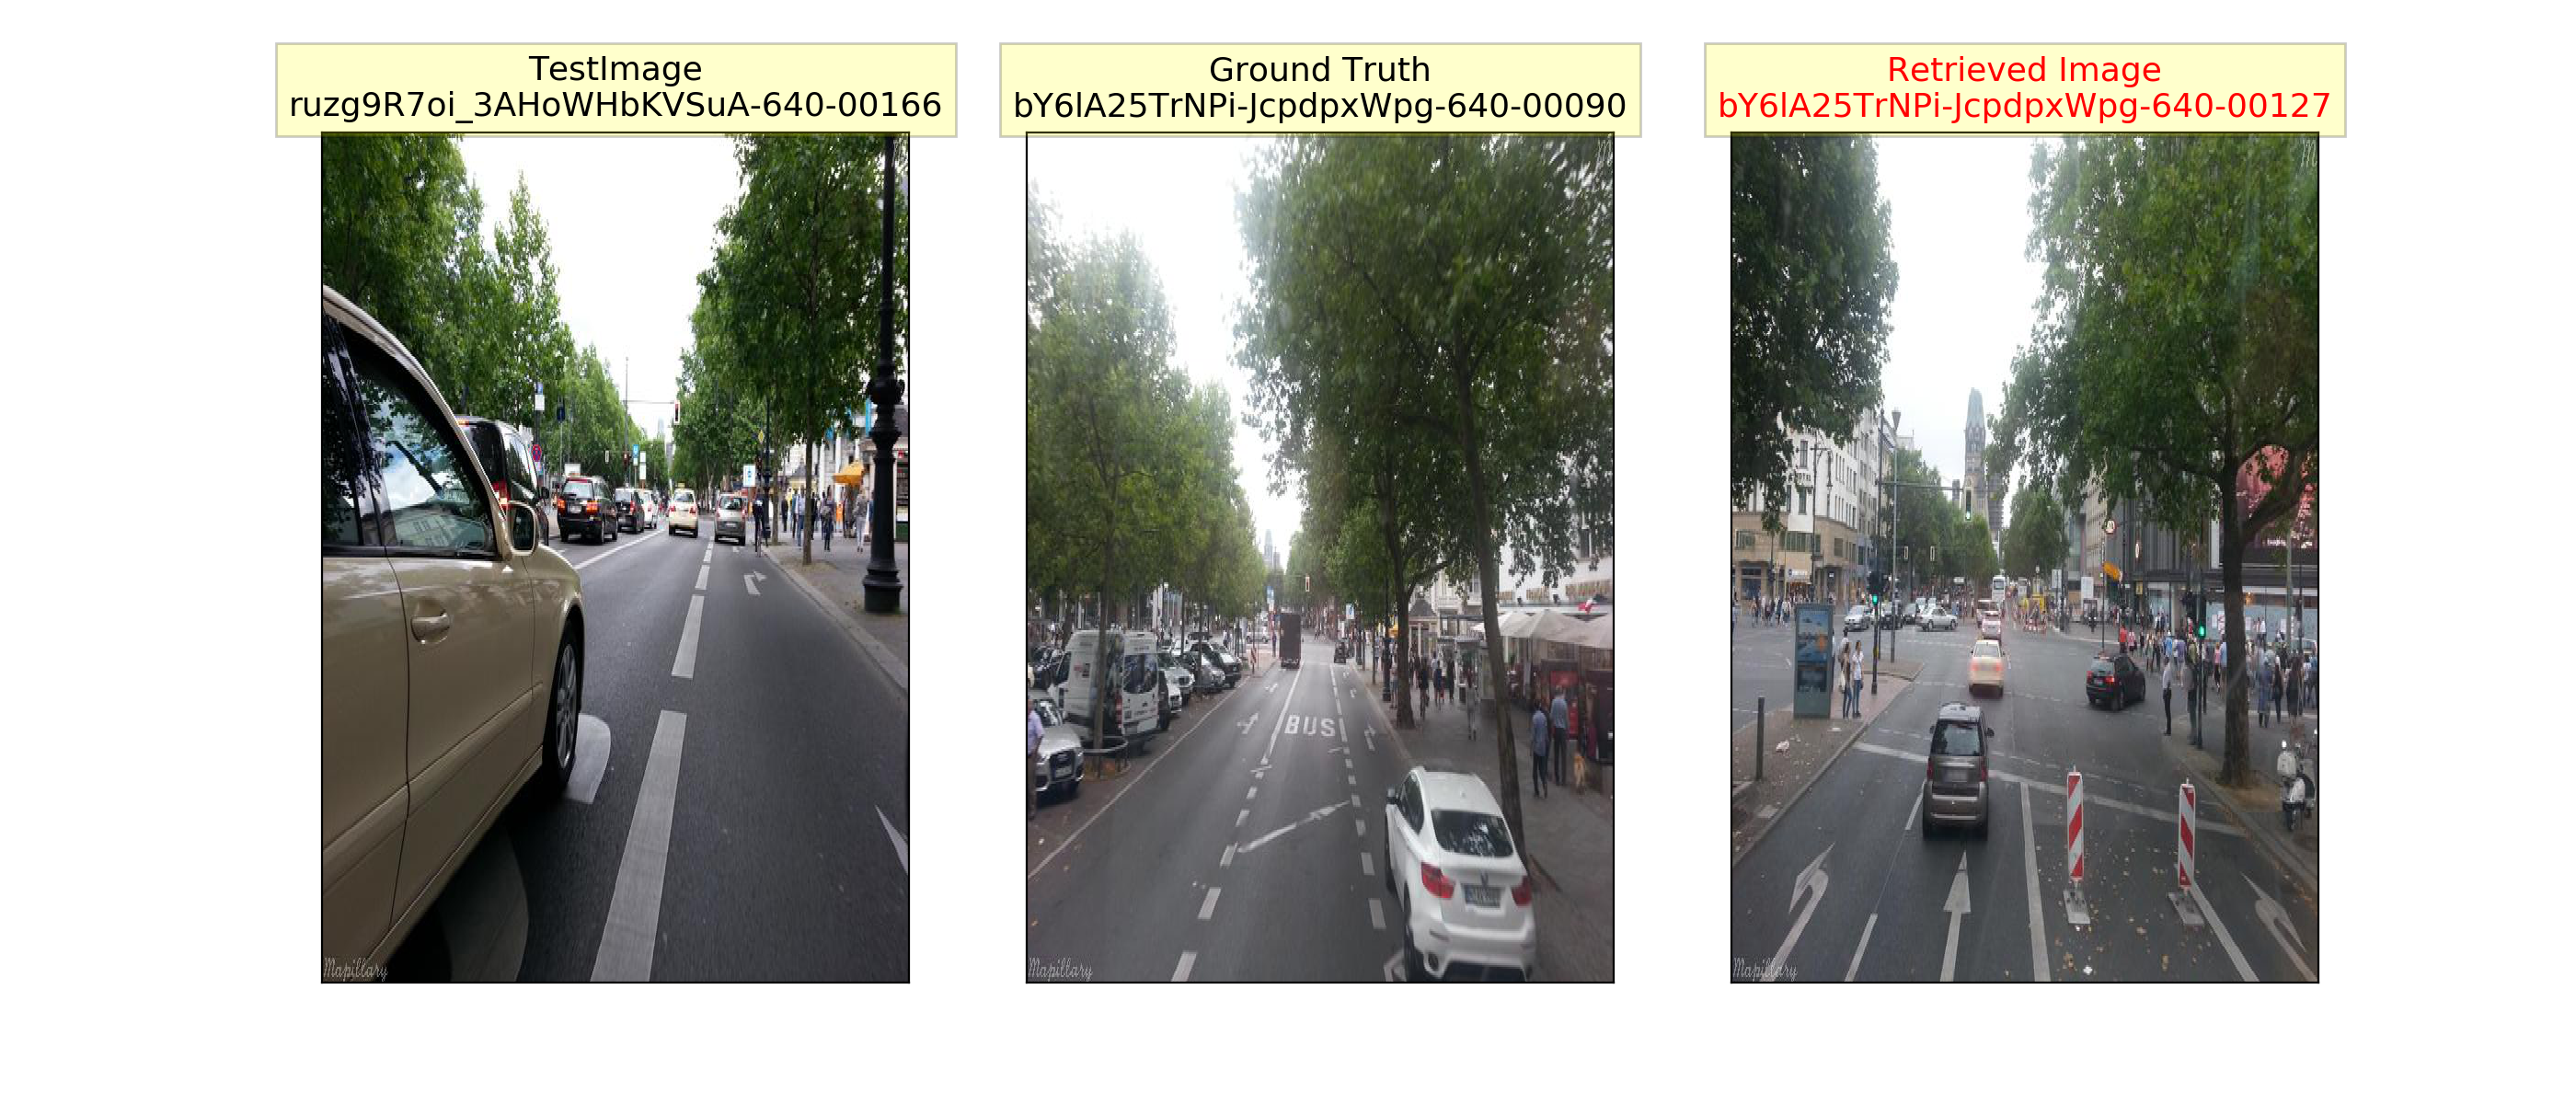 TestImage
ruzg9R7oi_3AHoWHbKVSuA-640-00166
Ground Truth
bY6lA25TrNPi-JcpdpxWpg-640-00090
Retrieved Image
bY6lA25TrNPi-JcpdpxWpg-640-00127
BUS
Mapillary
Mapillary
Mapillary